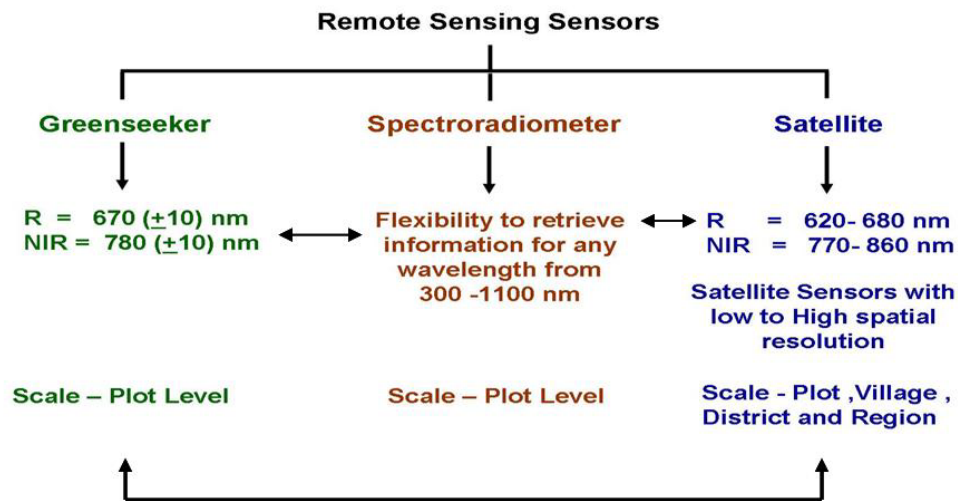 Remote Sensing Sensors
Greenseeker
R = 670 (±10) nm
NIR = 780 (±10) nm
Scale – Plot Level
Spectroradiometer
Flexibility to retrieve
information for any
wavelength from
300 -1100 nm
Scale – Plot Level
Satellite
R = 620- 680 nm
NIR = 770- 860 nm
Satellite Sensors with
low to High spatial
resolution
Scale - Plot ,Village ,
District and Region